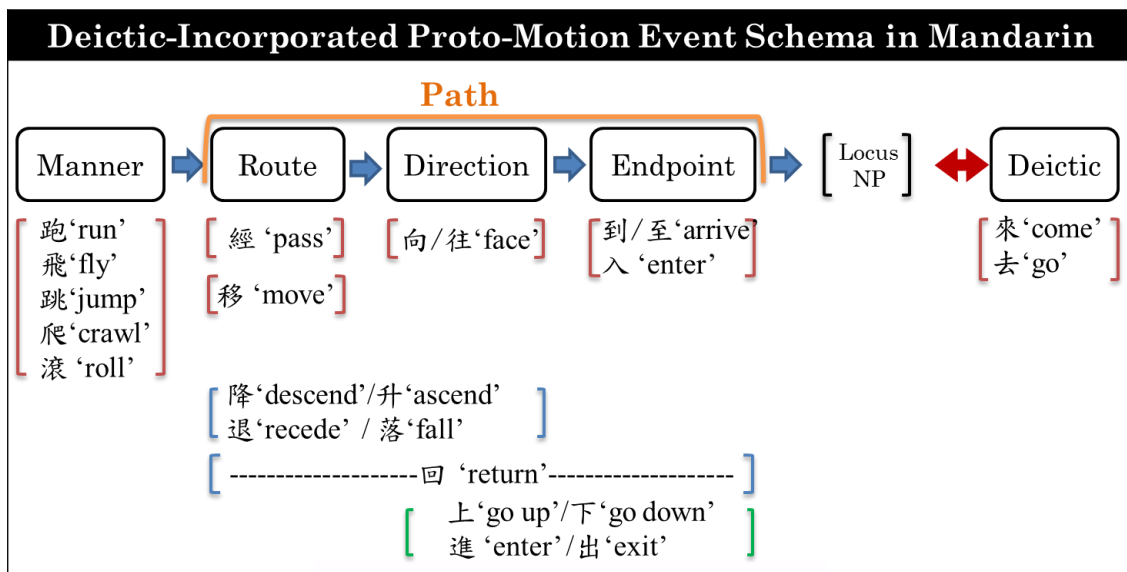 Deictic-Incorporated Proto-Motion Event Schema in Mandarin
Path
Manner
Route
Direction
Endpoint
Locus
NP
Deictic
跑‘run’
飛‘fly’
跳‘jump’
爬‘crawl’
滾 ‘roll’
經 ‘pass’
移 ‘move’
向/往‘face’
到/至‘arrive’
入 ‘enter’
來‘come’
去‘go’
降‘descend’/升‘ascend’
退‘recede’ / 落‘fall’
-------------------回 ‘return’-------------------
上‘go up’/下‘go down’
進 ‘enter’/出‘exit’